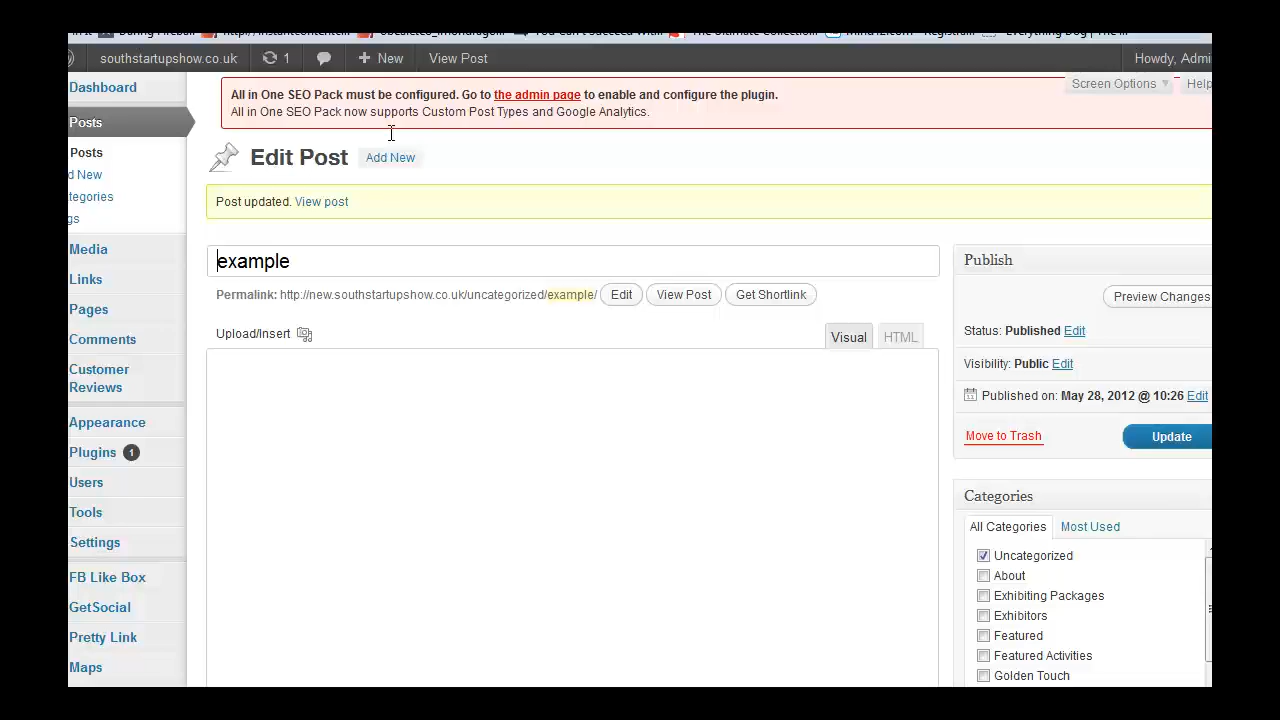 southstartupshow.co.uk 1 New View Post Howdy, Admi
Dashboard
Posts
Posts
d New
tegories
gs
Media
Links
Pages
Comments
Customer
Reviews
Appearance
Plugins 1
Users
Tools
Settings
FB Like Box
GetSocial
Pretty Link
Maps
All in One SEO Pack must be configured. Go to the admin page to enable and configure the plugin.
All in One SEO Pack now supports Custom Post Types and Google Analytics.
Screen Options Help
Edit Post Add New
Post updated. View post
example
Permalink: http://new.southstartupshow.co.uk/uncategorized/example/ Edit View Post Get Shortlink
Upload/Insert Visual HTML
Publish
Preview Changes
Status: Published Edit
Visibility: Public Edit
Published on: May 28, 2012 @ 10:26 Edit
Move to Trash Update
Categories
All Categories Most Used
Uncategorized
About
Exhibiting Packages
Exhibitors
Featured
Featured Activities
Golden Touch